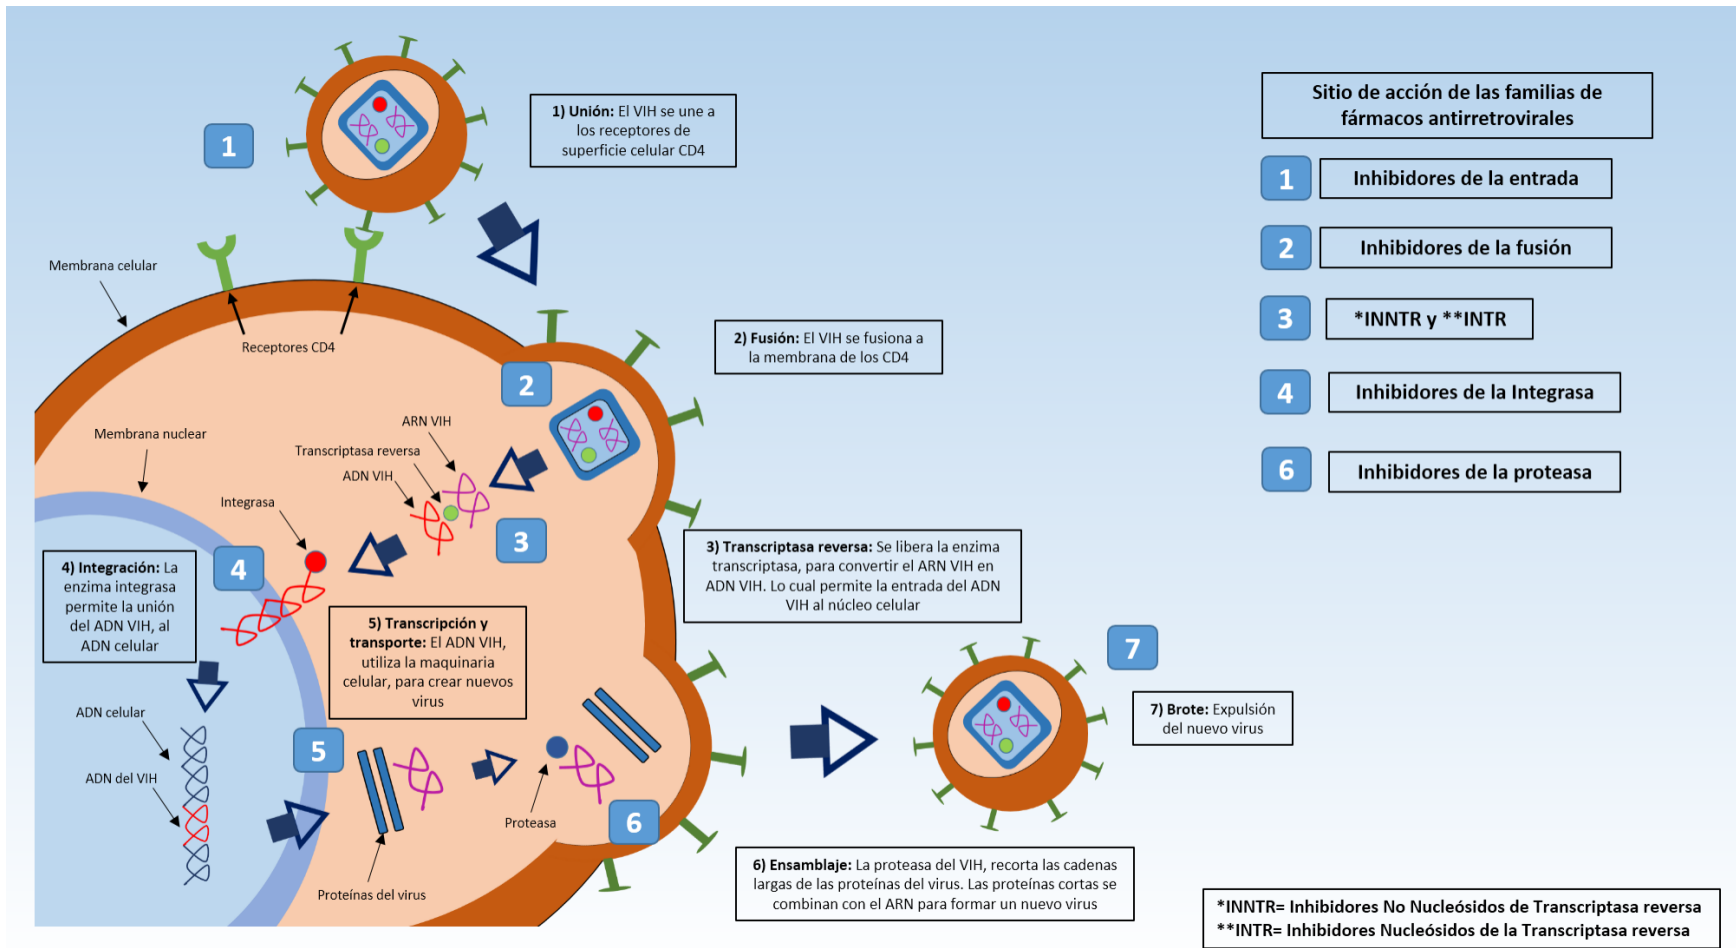 1
1) Unión: El VIH se une a
los receptores de
superficie celular CD4
Membrana celular
Receptores CD4
2) Fusión: El VIH se fusiona a
la membrana de los CD4
2
Membrana nuclear
ARN VIH
Transcriptasa reversa
ADN VIH
Integrasa
3
3) Transcriptasa reversa: Se libera la enzima
transcriptasa, para convertir el ARN VIH en
ADN VIH. Lo cual permite la entrada del ADN
VIH al núcleo celular
4
4) Integración: La
enzima integrasa
permite la unión
del ADN VIH, al
ADN celular
5) Transcripción y
transporte: El ADN VIH,
utiliza la maquinaria
celular, para crear nuevos
virus
ADN celular
ADN del VIH
5
Proteínas del virus
Proteasa
6
6) Ensamblaje: La proteasa del VIH, recorta las cadenas
largas de las proteínas del virus. Las proteínas cortas se
combinan con el ARN para formar un nuevo virus
7
7) Brote: Expulsión
del nuevo virus
Sitio de acción de las familias de
fármacos antirretrovirales
1 Inhibidores de la entrada
2 Inhibidores de la fusión
3 *INNTR y **INTR
4 Inhibidores de la Integrasa
6 Inhibidores de la proteasa
*INNTR= Inhibidores No Nucleósidos de Transcriptasa reversa
**INTR= Inhibidores Nucleósidos de la Transcriptasa reversa